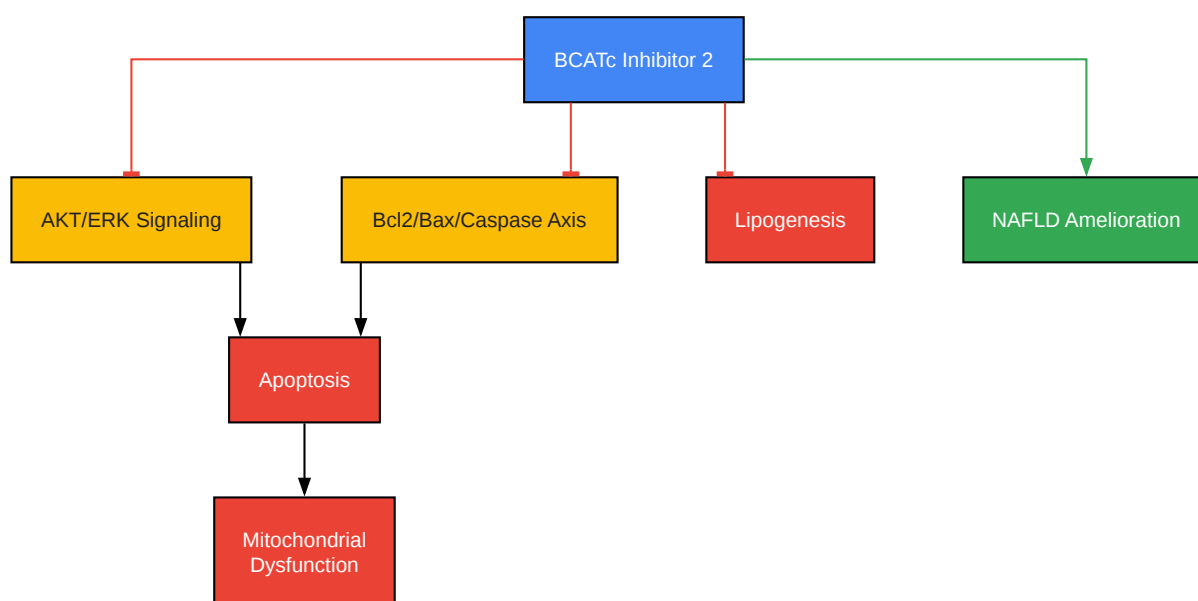 BCATc Inhibitor 2
AKT/ERK Signaling
Bcl2/Bax/Caspase Axis
Lipogenesis
NAFLD Amelioration
Apoptosis
Mitochondrial
Dysfunction